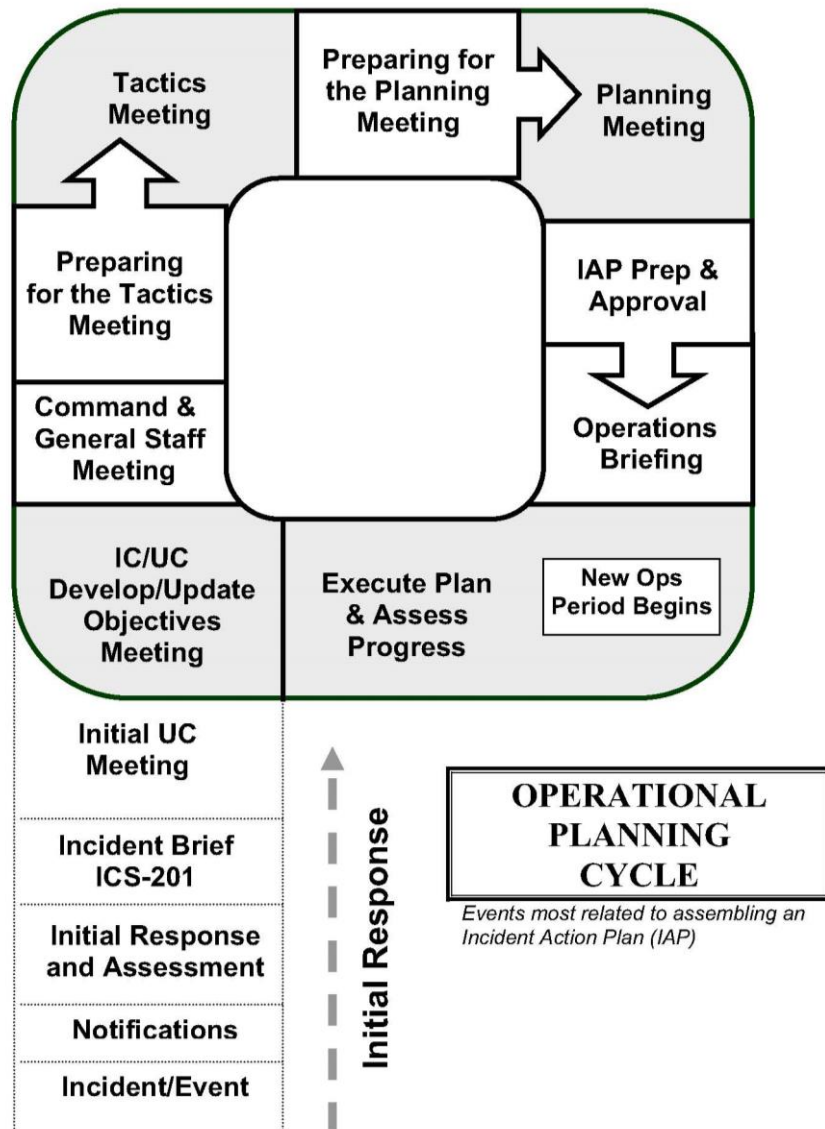 Tactics
Meeting
Preparing for
the Planning
Meeting
Planning
Meeting
Preparing
for the Tactics
Meeting
IAP Prep &
Approval
Command &
General Staff
Meeting
Operations
Briefing
IC/UC
Develop/Update
Objectives
Meeting
Execute Plan
& Assess
Progress
New Ops
Period Begins
Initial UC
Meeting
Incident Brief
ICS-201
Initial Response
and Assessment
Notifications
Incident/Event
Initial Response
OPERATIONAL
PLANNING
CYCLE
Events most related to assembling an
Incident Action Plan (IAP)